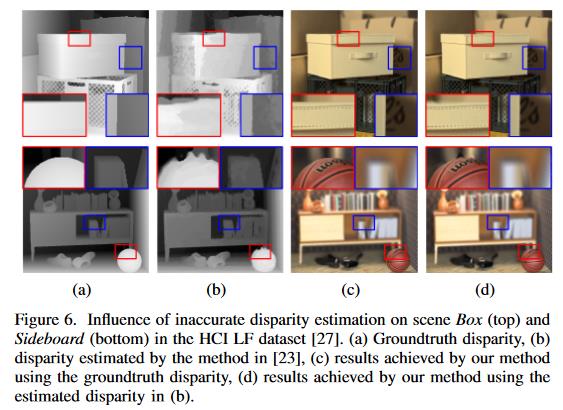 (a) (b) (c) (d)
Figure 6. Influence of inaccurate disparity estimation on scene Box (top) and
Sideboard (bottom) in the HCI LF dataset [27]. (a) Groundtruth disparity, (b)
disparity estimated by the method in [23], (c) results achieved by our method
using the groundtruth disparity, (d) results achieved by our method using the
estimated disparity in (b).